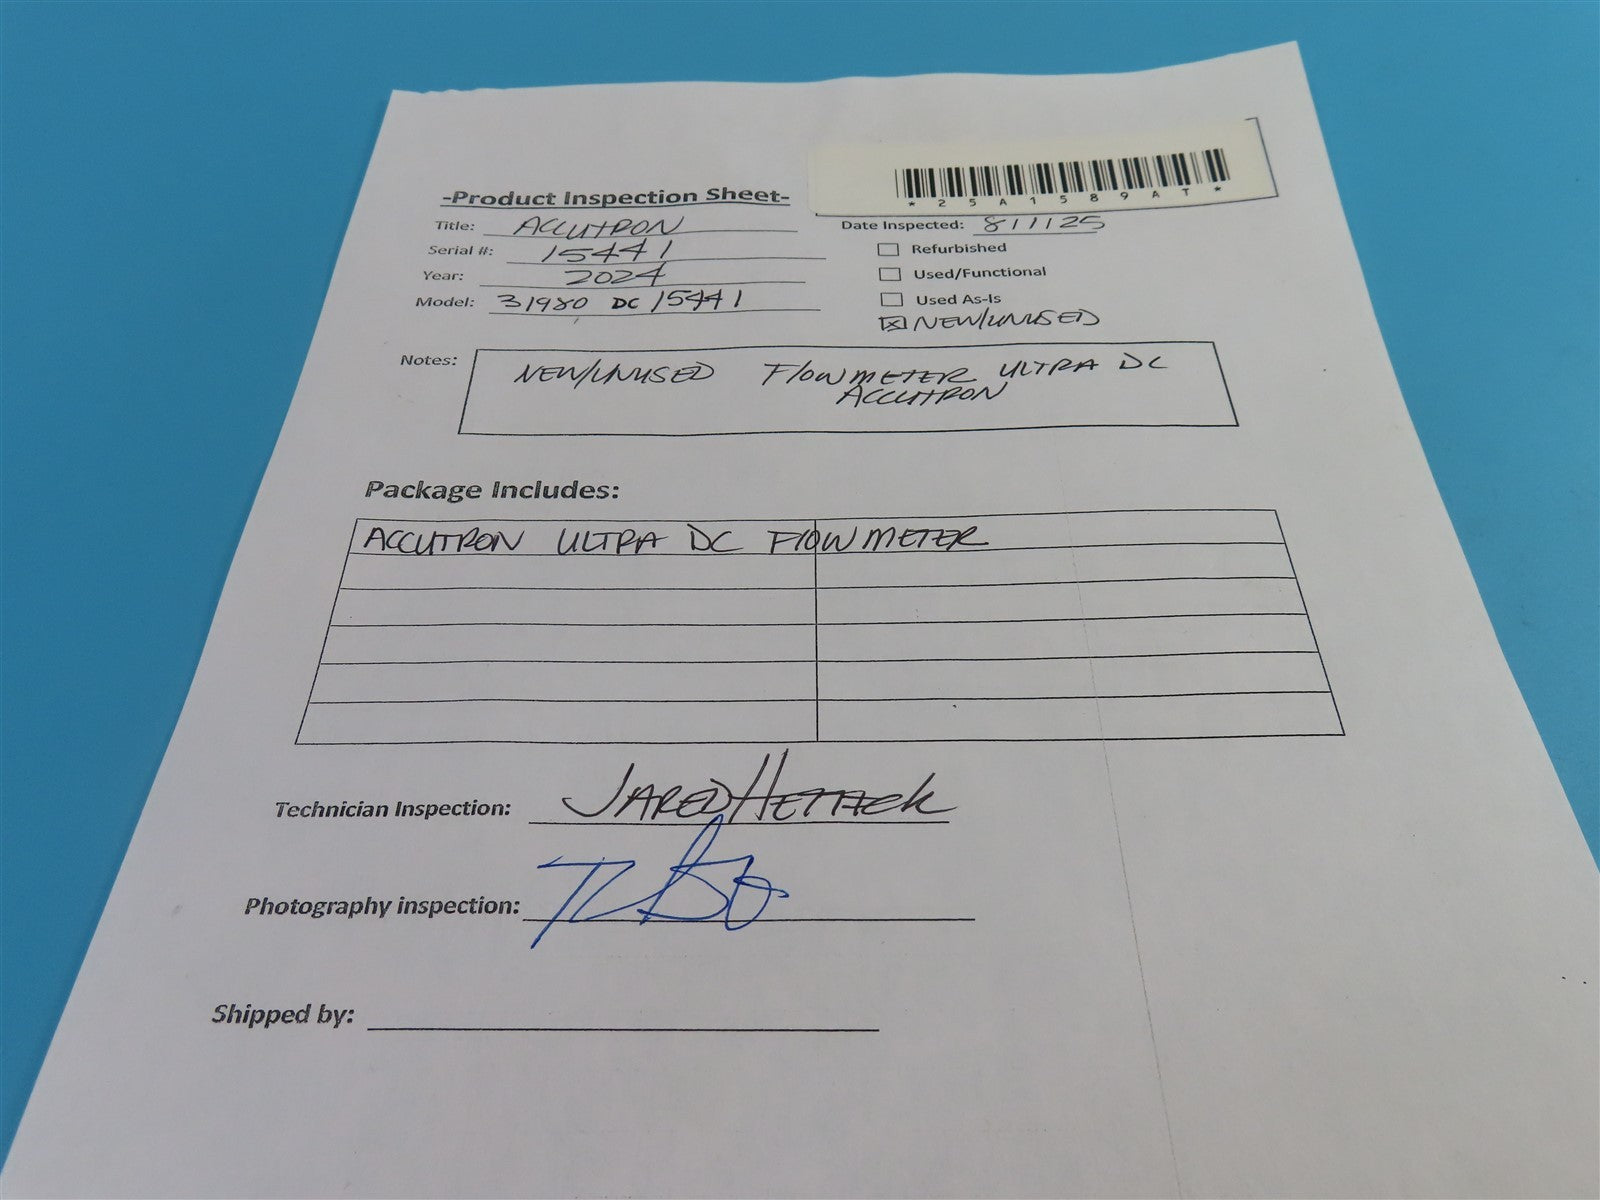 *25A1589AT*
-Product Inspection Sheet-
Title: ACCUTRON
Date Inspected: 8/1/25
Serial #: 15441
Refurbished
Year: 2024
Used/Functional
Model: 31980 DC 15441
Used As-Is
NEW/UNUSED
Notes: NEW/UNUSED FLOWMETER ULTRA DC
ACCUTRON
Package Includes:
ACCUTRON ULTRA DC FLOWMETER
Technician Inspection: JARED
Photography inspection:
Shipped by: